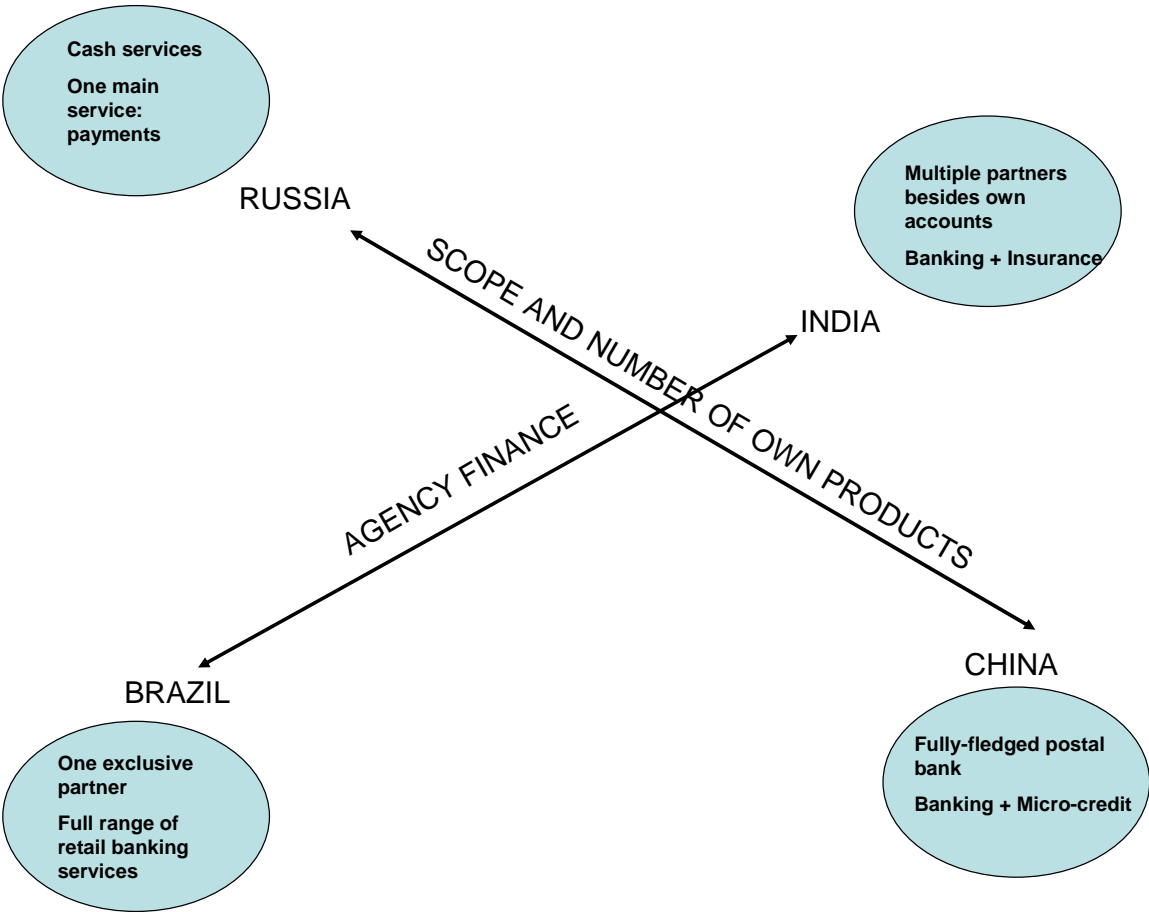 Cash services
One main
service:
payments
RUSSIA
Multiple partners
besides own
accounts
Banking + Insurance
INDIA
SCOPE AND NUMBER OF OWN PRODUCTS
AGENCY FINANCE
BRAZIL
One exclusive
partner
Full range of
retail banking
services
CHINA
Fully-fledged postal
bank
Banking + Micro-credit